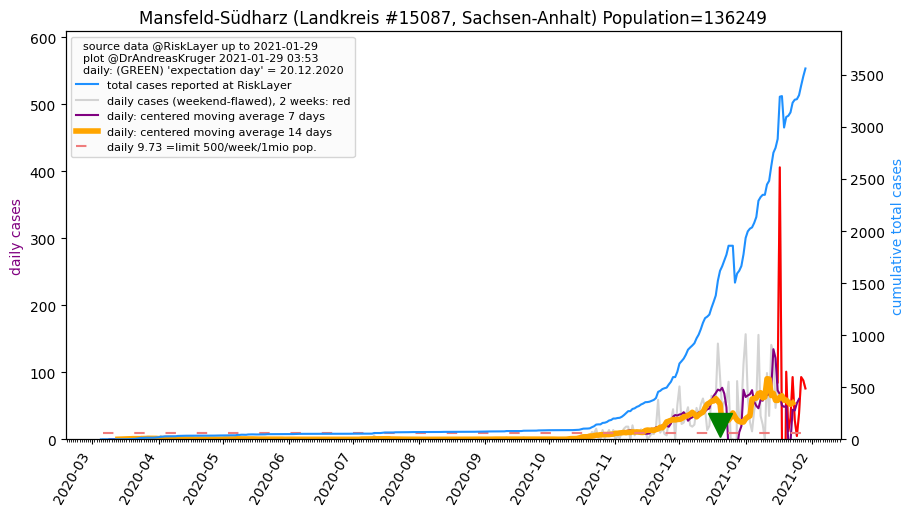 Mansfeld-Südharz (Landkreis #15087, Sachsen-Anhalt) Population=136249
source data @RiskLayer up to 2021-01-29
plot @DrAndreasKruger 2021-01-29 03:53
daily: (GREEN) 'expectation day' = 20.12.2020
total cases reported at RiskLayer
daily cases (weekend-flawed), 2 weeks: red
daily: centered moving average 7 days
daily: centered moving average 14 days
daily 9.73 =limit 500/week/1mio pop.
daily cases
600
500
400
300
200
100
0
cumulative total cases
3500
3000
2500
2000
1500
1000
500
0
2020-03
2020-04
2020-05
2020-06
2020-07
2020-08
2020-09
2020-10
2020-11
2020-12
2021-01
2021-02